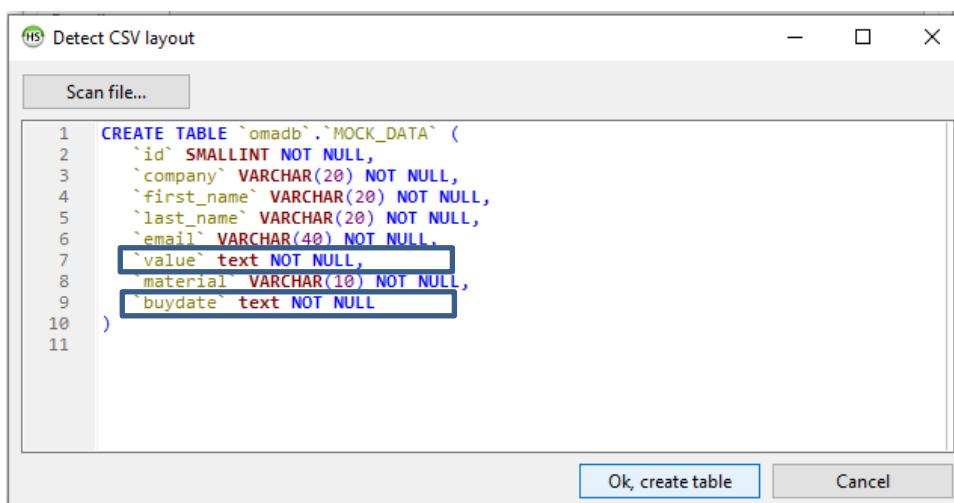 HS Detect CSV layout
Scan file...
1 CREATE TABLE `omadb`.`MOCK_DATA` (
2 `id` SMALLINT NOT NULL,
3 `company` VARCHAR(20) NOT NULL,
4 `first_name` VARCHAR(20) NOT NULL,
5 `last_name` VARCHAR(20) NOT NULL,
6 `email` VARCHAR(40) NOT NULL,
7 `value` text NOT NULL,
8 `material` VARCHAR(10) NOT NULL,
9 `buydate` text NOT NULL
10 )
11
Ok, create table Cancel